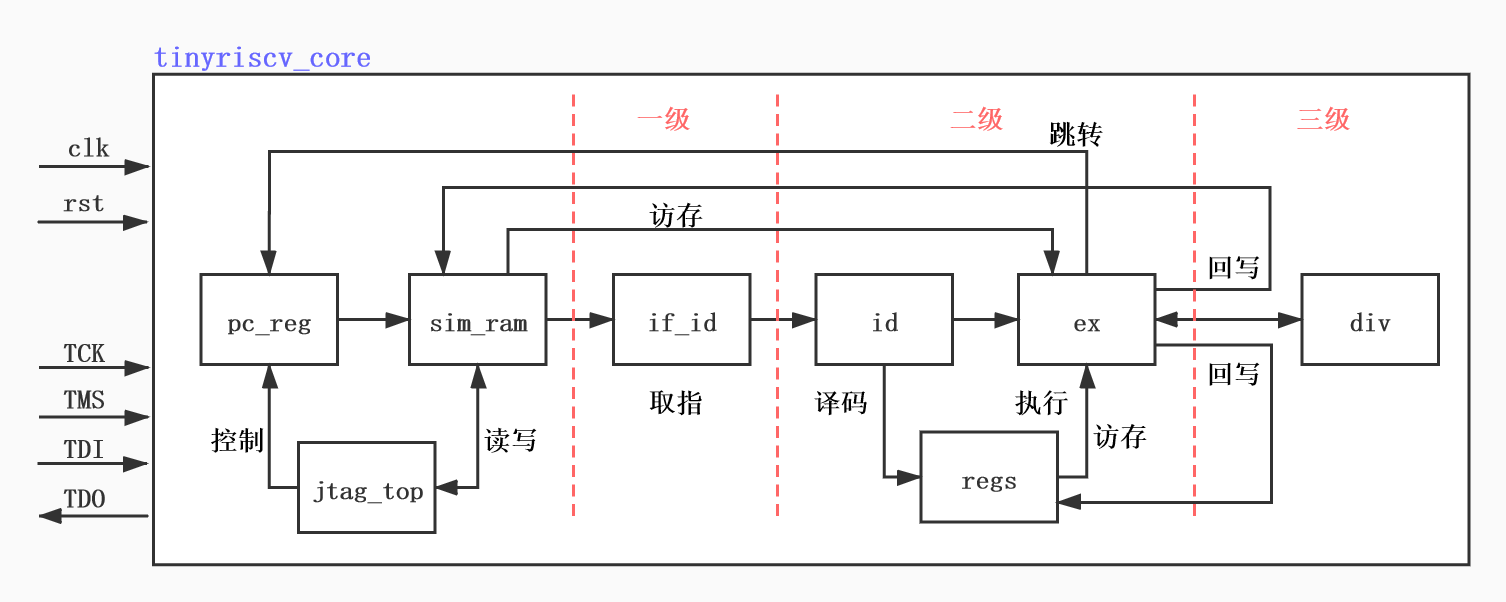 tinyriscv_core
一级
二级
三级
跳转
clk
rst
访存
回写
pc_reg
sim_ram
if_id
id
ex
div
TCK
TMS
TDI
TDO
回写
取指
译码
执行
访存
控制
读写
jtag_top
regs